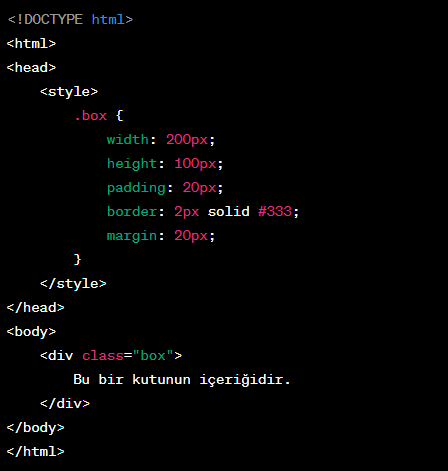 <!DOCTYPE html>
<html>
<head>
    <style>
        .box {
            width: 200px;
            height: 100px;
            padding: 20px;
            border: 2px solid #333;
            margin: 20px;
        }
    </style>
</head>
<body>
    <div class="box">
        Bu bir kutunun içeriğidir.
    </div>
</body>
</html>